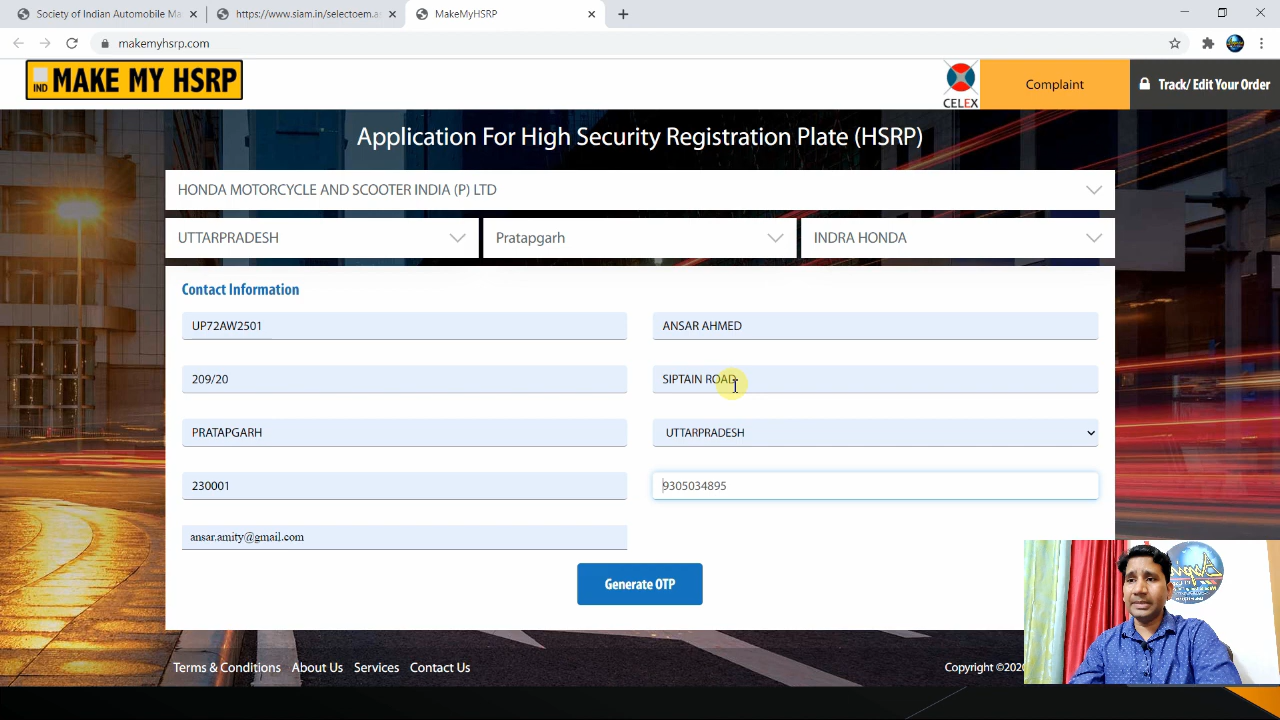 Society of Indian Automobile Ma
https://www.siam.in/selectoem.a
MakeMyHSRP
makemyhsrp.com
IND MAKE MY HSRP
CELEX
Complaint
Track/ Edit Your Order
Application For High Security Registration Plate (HSRP)
HONDA MOTORCYCLE AND SCOOTER INDIA (P) LTD
UTTARPRADESH
Pratapgarh
INDRA HONDA
Contact Information
UP72AW2501
ANSAR AHMED
209/20
SIPTAIN ROAD
PRATAPGARH
UTTARPRADESH
230001
9305034895
ansar.amity@gmail.com
Generate OTP
Terms & Conditions
About Us
Services
Contact Us
Copyright ©2020